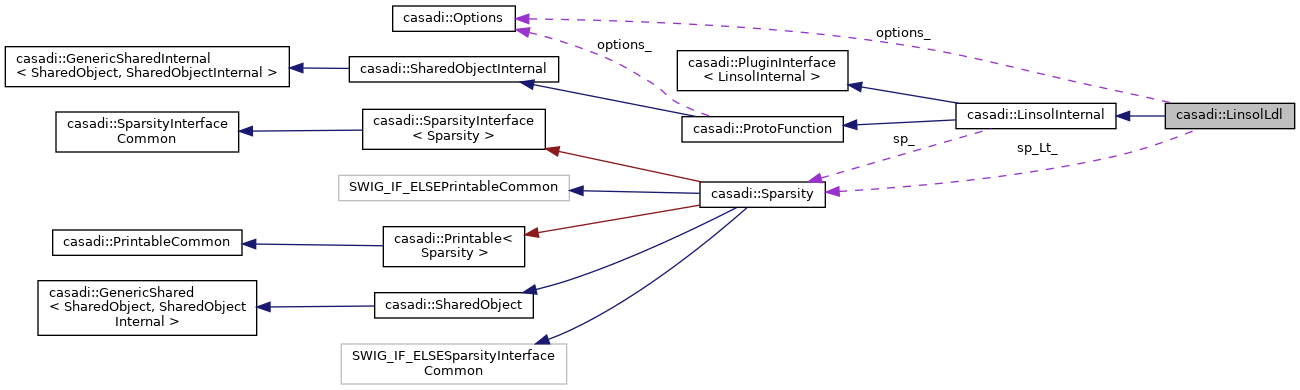 casadi::Options
options_
options_
casadi::GenericSharedInternal
< SharedObject, SharedObjectInternal >
casadi::SharedObjectInternal
casadi::PluginInterface
< LinsolInternal >
casadi::SparsityInterface
Common
casadi::SparsityInterface
< Sparsity >
casadi::ProtoFunction
casadi::LinsolInternal
casadi::LinsolLdl
sp_
sp_Lt_
SWIG_IF_ELSEPrintableCommon
casadi::Sparsity
casadi::PrintableCommon
casadi::Printable<
Sparsity >
casadi::GenericShared
< SharedObject, SharedObject
Internal >
casadi::SharedObject
SWIG_IF_ELSESparsityInterface
Common